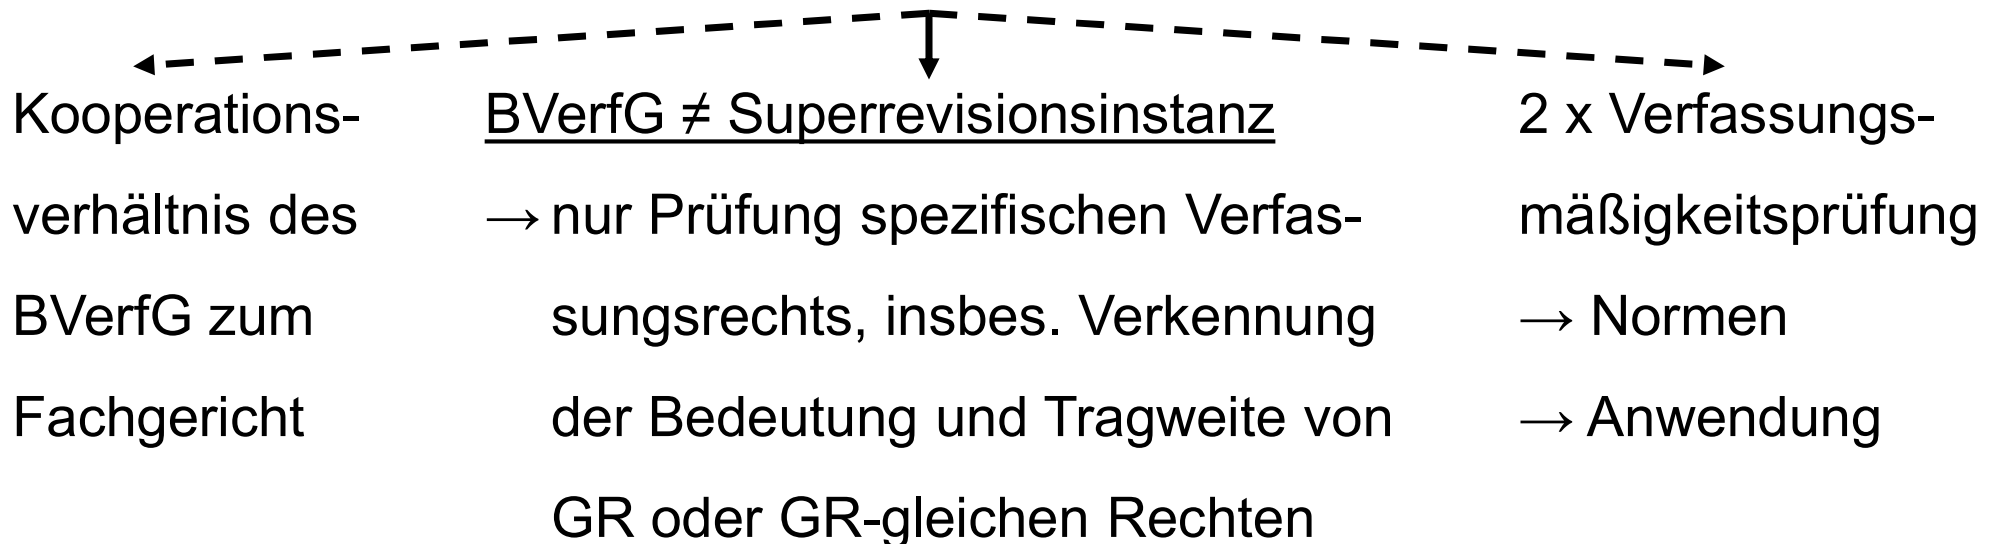 Kooperations-
verhältnis des
BVerfG zum
Fachgericht
BVerfG ≠ Superrevisionsinstanz
→ nur Prüfung spezifischen Verfas-
sungsrechts, insbes. Verkennung
der Bedeutung und Tragweite von
GR oder GR-gleichen Rechten
2 x Verfassungs-
mäßigkeitsprüfung
→ Normen
→ Anwendung